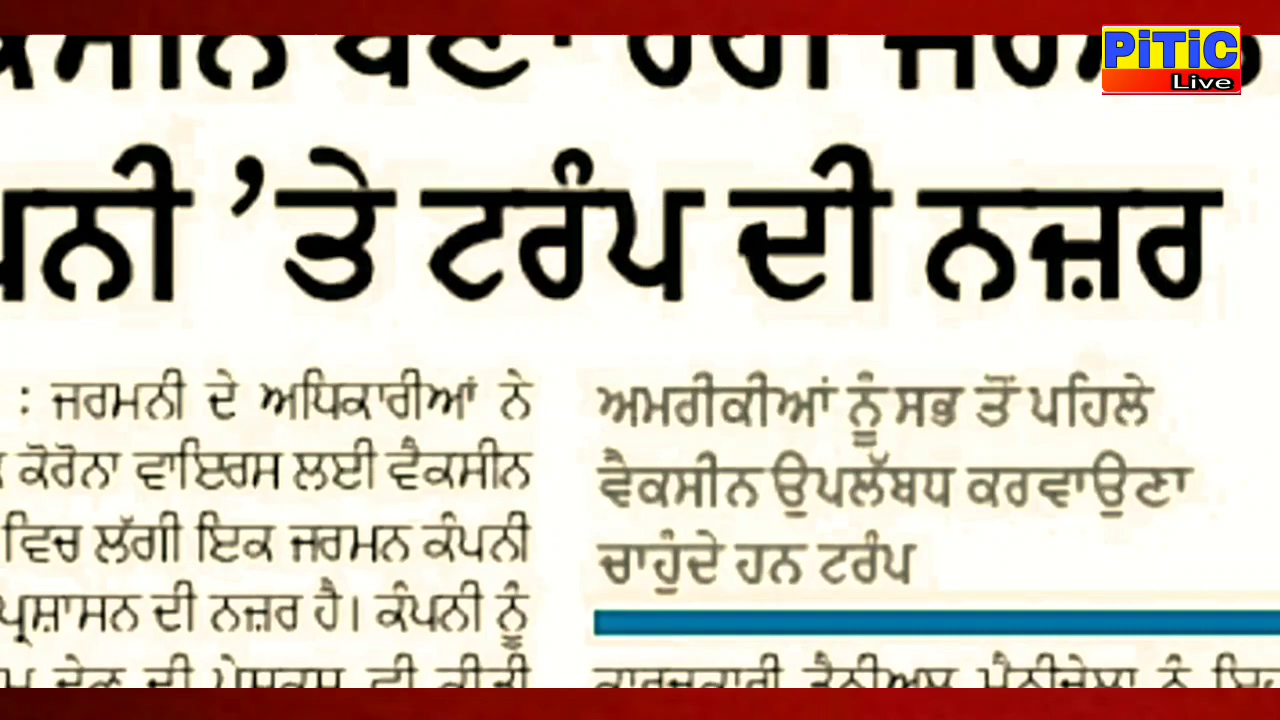 PiTiC
Live
ਪਨੀ ’ਤੇ ਟਰੰਪ ਦੀ ਨਜ਼ਰ
: ਜਰਮਨੀ ਦੇ ਅਧਿਕਾਰੀਆਂ ਨੇ
ਕੋਰੋਨਾ ਵਾਇਰਸ ਲਈ ਵੈਕਸੀਨ
ਵਿਚ ਲੱਗੀ ਇਕ ਜਰਮਨ ਕੰਪਨੀ
ਪ੍ਰਸ਼ਾਸਨ ਦੀ ਨਜ਼ਰ ਹੈ। ਕੰਪਨੀ ਨੂੰ
ਅਮਰੀਕੀਆਂ ਨੂੰ ਸਭ ਤੋਂ ਪਹਿਲੇ
ਵੈਕਸੀਨ ਉਪਲੱਬਧ ਕਰਵਾਉਣਾ
ਚਾਹੁੰਦੇ ਹਨ ਟਰੰਪ